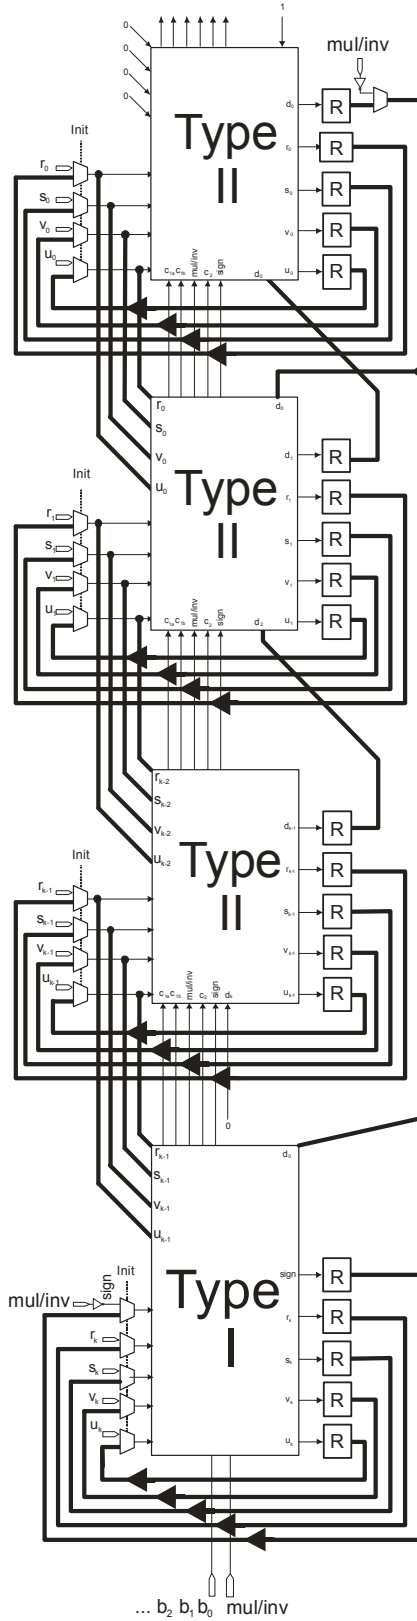 0
0
0
0
1
mul/inv
Init
r0
s0
v0
u0
Type
II
d0
r0
s0
v0
u0
R
R
R
R
R
c1a c1b mul/inv c2 sign d0
r0
s0
v0
u0
d0
Init
r1
s1
v1
u1
Type
II
d1
r1
s1
v1
u1
R
R
R
R
R
c1a c1b mul/inv c2 sign d2
rk-2
sk-2
vk-2
uk-2
Init
rk-1
sk-1
vk-1
uk-1
Type
II
dk-1
rk-1
sk-1
vk-1
uk-1
R
R
R
R
R
c1a c1b mul/inv c2 sign dk
0
rk-1
sk-1
vk-1
uk-1
d0
Init
mul/inv
sign
rk
sk
vk
uk
Type
I
sign
rk
sk
vk
uk
R
R
R
R
R
... b2 b1 b0 mul/inv